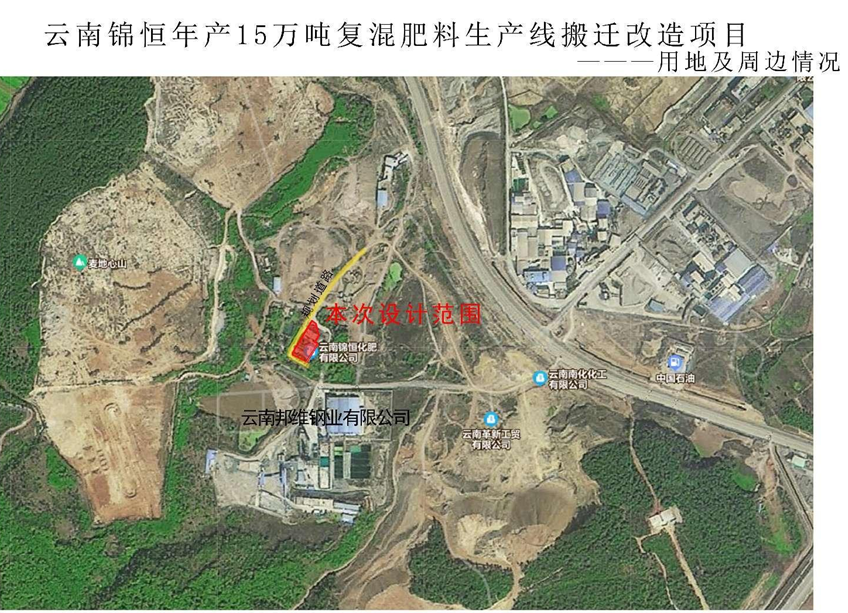 云南锦恒年产15万吨复混肥料生产线搬迁改造项目
———用地及周边情况
麦地心山
规划道路
本次设计范围
云南锦恒化肥
有限公司
云南南化化工
有限公司
中国石油
云南邦维钢业有限公司
云南革新工贸
有限公司